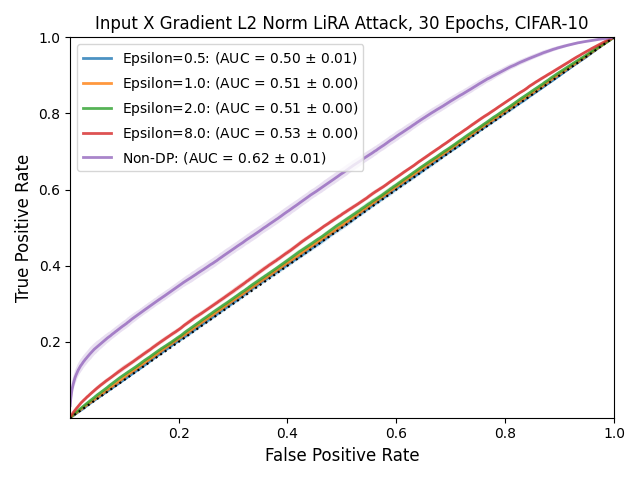 Input X Gradient L2 Norm LiRA Attack, 30 Epochs, CIFAR-10
1.0
Epsilon=0.5: (AUC = 0.50 ± 0.01)
Epsilon=1.0: (AUC = 0.51 ± 0.00)
Epsilon=2.0: (AUC = 0.51 ± 0.00)
Epsilon=8.0: (AUC = 0.53 ± 0.00)
Non-DP: (AUC = 0.62 ± 0.01)
0.8
0.6
0.4
0.2
True Positive Rate
0.2 0.4 0.6 0.8 1.0
False Positive Rate